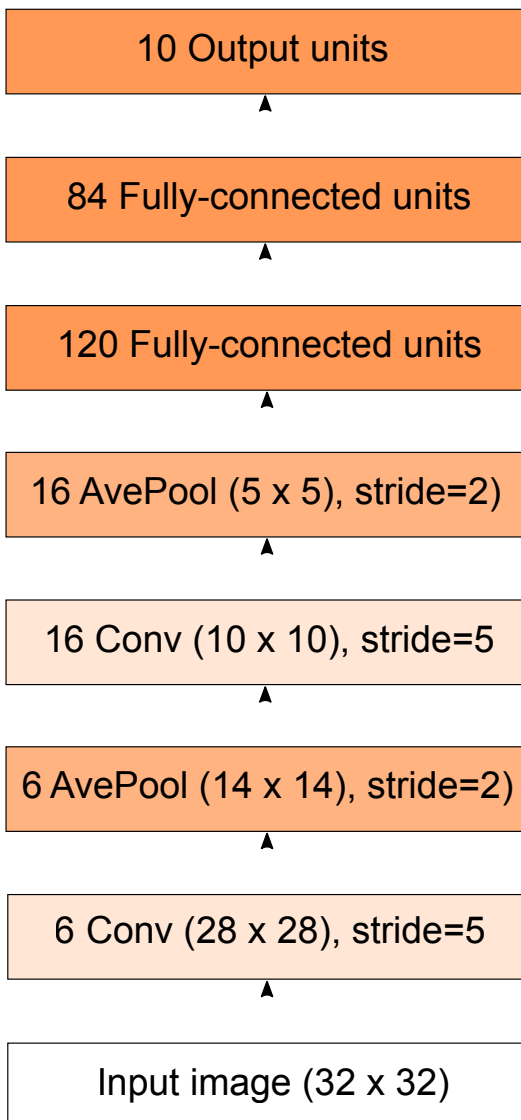 10 Output units
84 Fully-connected units
120 Fully-connected units
16 AvePool (5 x 5), stride=2)
16 Conv (10 x 10), stride=5
6 AvePool (14 x 14), stride=2)
6 Conv (28 x 28), stride=5
Input image (32 x 32)